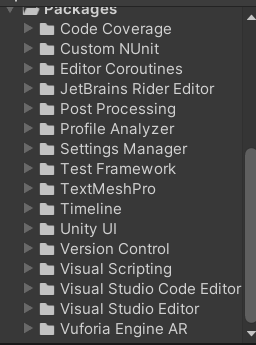 Packages
Code Coverage
Custom NUnit
Editor Coroutines
JetBrains Rider Editor
Post Processing
Profile Analyzer
Settings Manager
Test Framework
TextMeshPro
Timeline
Unity UI
Version Control
Visual Scripting
Visual Studio Code Editor
Visual Studio Editor
Vuforia Engine AR